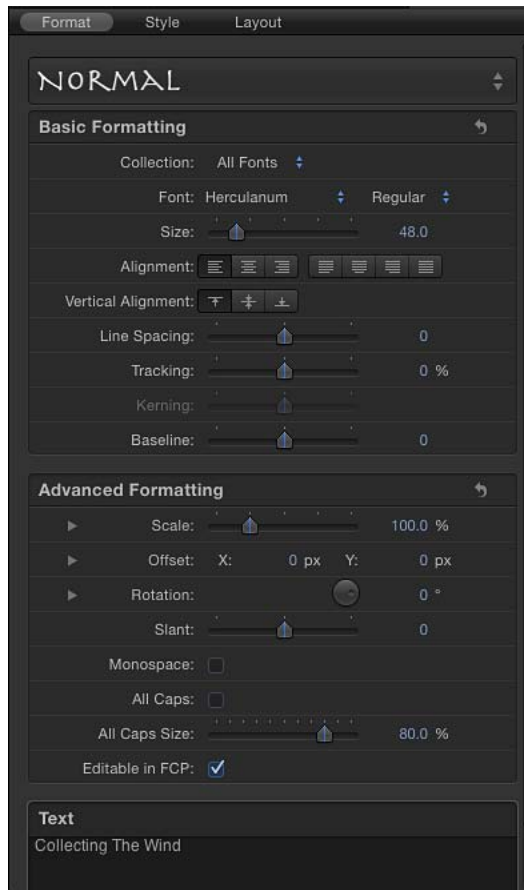 Format Style Layout
NORMAL
Basic Formatting
Collection: All Fonts
Font: Herculanum Regular
Size: 48.0
Alignment:
Vertical Alignment:
Line Spacing: 0
Tracking: 0 %
Kerning:
Baseline: 0
Advanced Formatting
Scale: 100.0 %
Offset: X: 0 px Y: 0 px
Rotation: 0 °
Slant: 0
Monospace:
All Caps:
All Caps Size: 80.0 %
Editable in FCP:
Text
Collecting The Wind